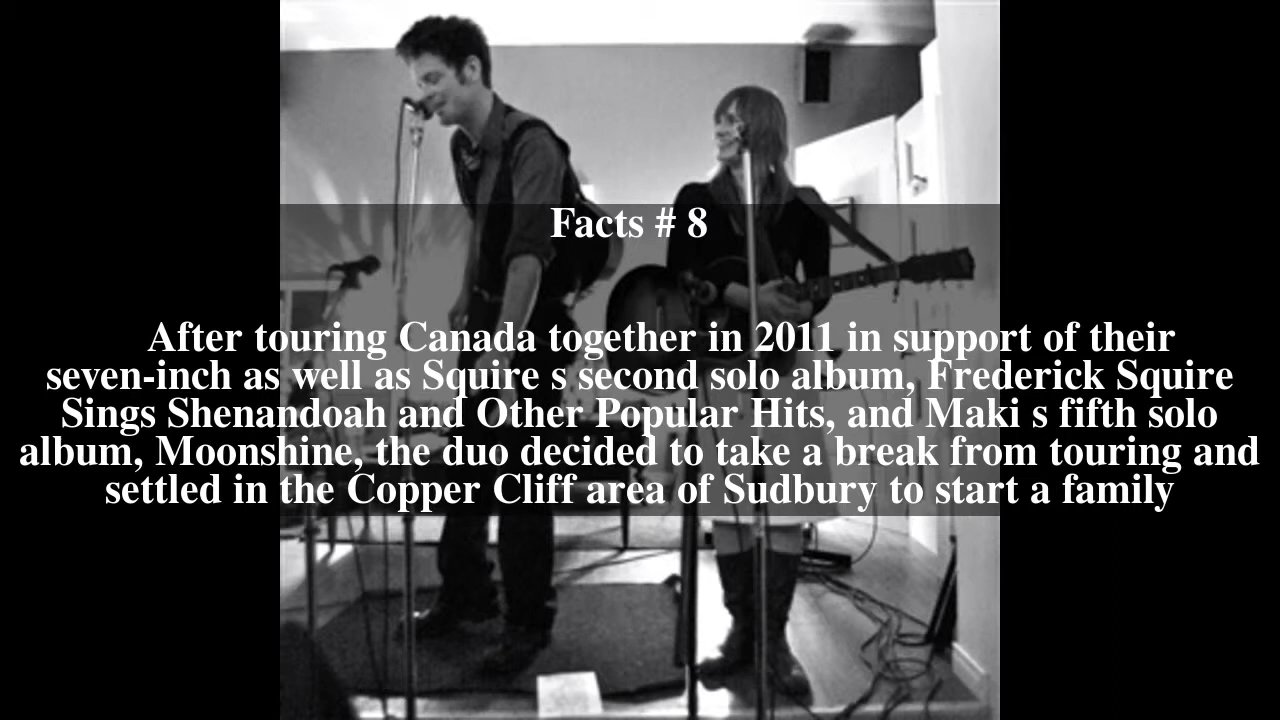 Facts # 8
After touring Canada together in 2011 in support of their
seven-inch as well as Squire s second solo album, Frederick Squire
Sings Shenandoah and Other Popular Hits, and Maki s fifth solo
album, Moonshine, the duo decided to take a break from touring and
settled in the Copper Cliff area of Sudbury to start a family